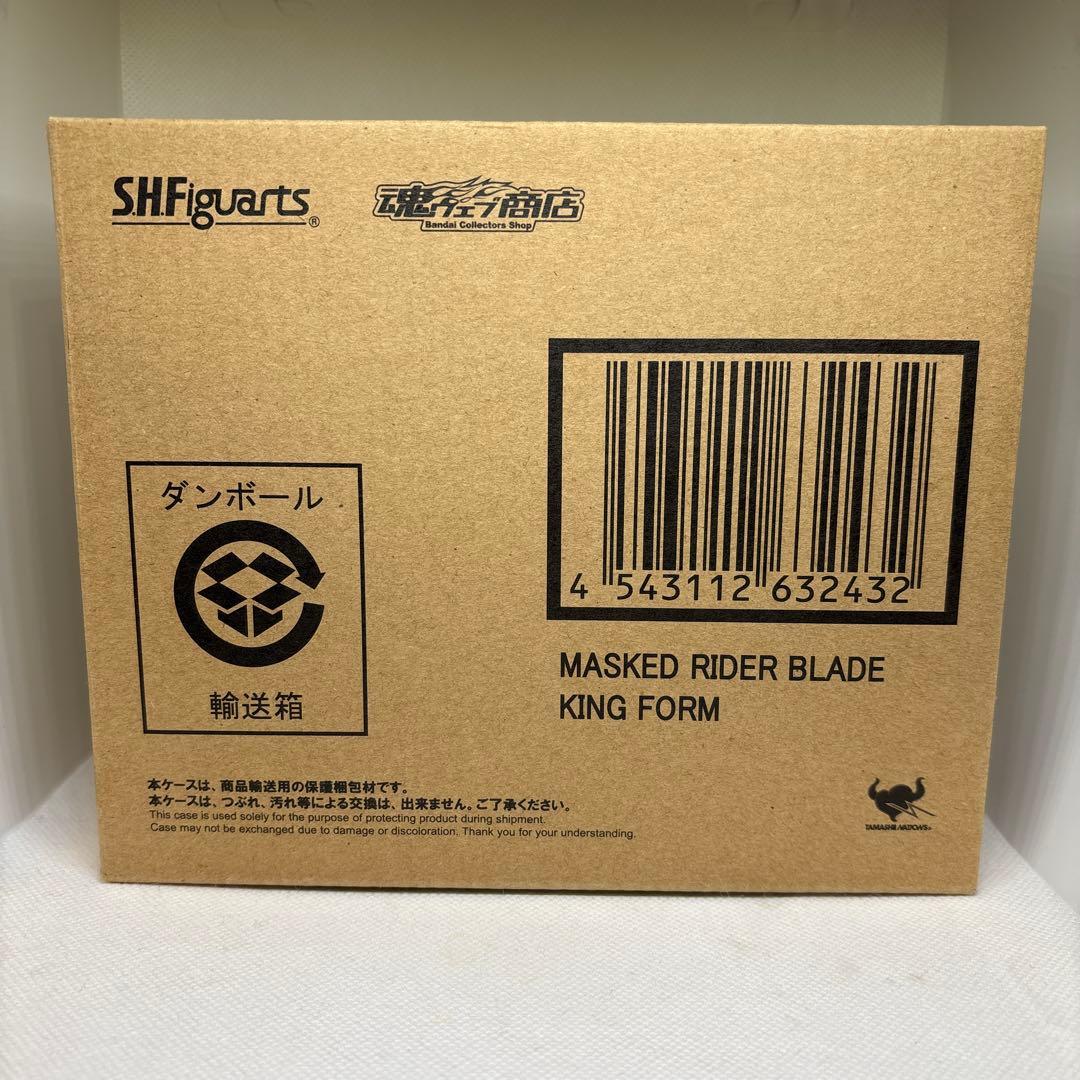 S.H.Figuarts®
魂ウェブ商店
Bandai Collectors Shop
4 543112 632432
MASKED RIDER BLADE
KING FORM
ダンボール
輸送箱
本ケースは、商品輸送用の保護梱包材です。
本ケースは、つぶれ、汚れ等による交換は、出来ません。ご了承ください。
This case is used solely for the purpose of protecting product during shipment.
Case may not be exchanged due to damage or discoloration. Thank you for your understanding.
TAMASHII NATIONS